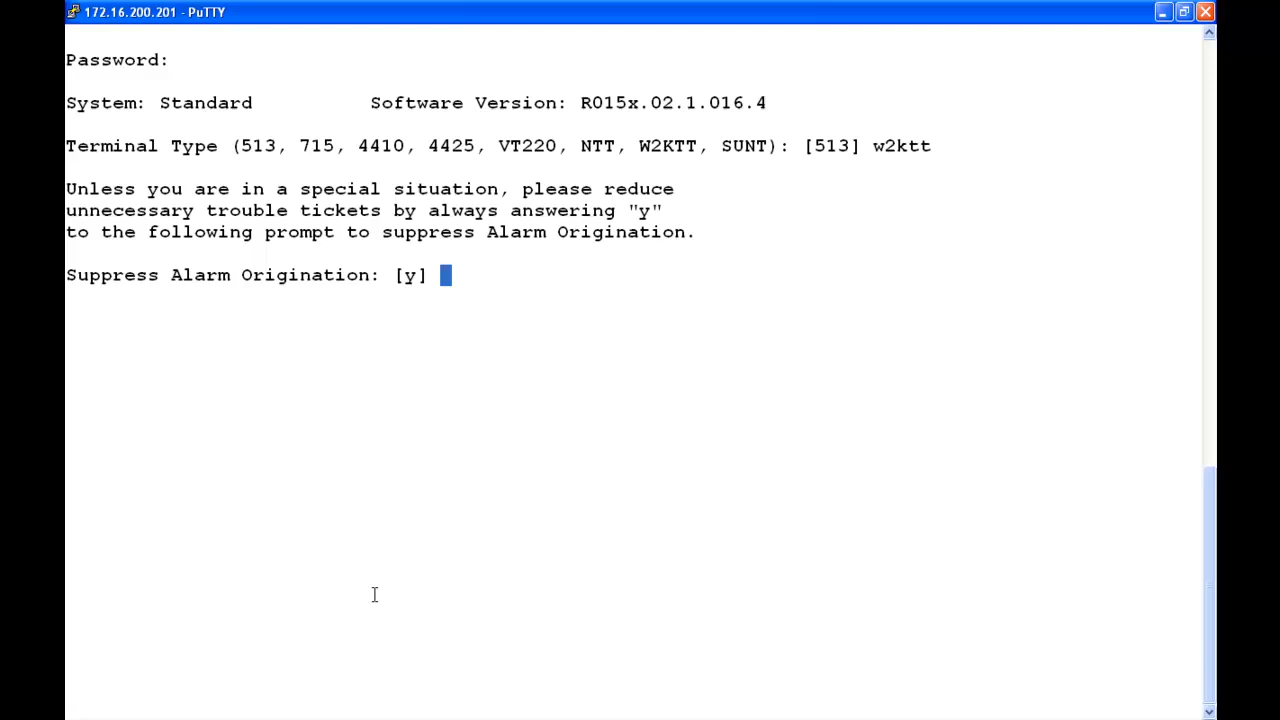 172.16.200.201 - PuTTY
Password:
System: Standard          Software Version: R015x.02.1.016.4
Terminal Type (513, 715, 4410, 4425, VT220, NTT, W2KTT, SUNT): [513] w2ktt
Unless you are in a special situation, please reduce
unnecessary trouble tickets by always answering "y"
to the following prompt to suppress Alarm Origination.
Suppress Alarm Origination: [y]